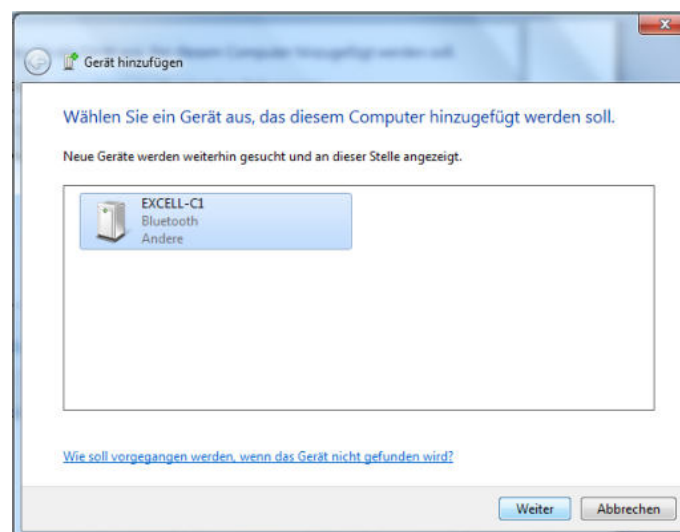 Gerät hinzufügen
Wählen Sie ein Gerät aus, das diesem Computer hinzugefügt werden soll.
Neue Geräte werden weiterhin gesucht und an dieser Stelle angezeigt.
EXCELL-C1
Bluetooth
Andere
Wie soll vorgegangen werden, wenn das Gerät nicht gefunden wird?
Weiter
Abbrechen